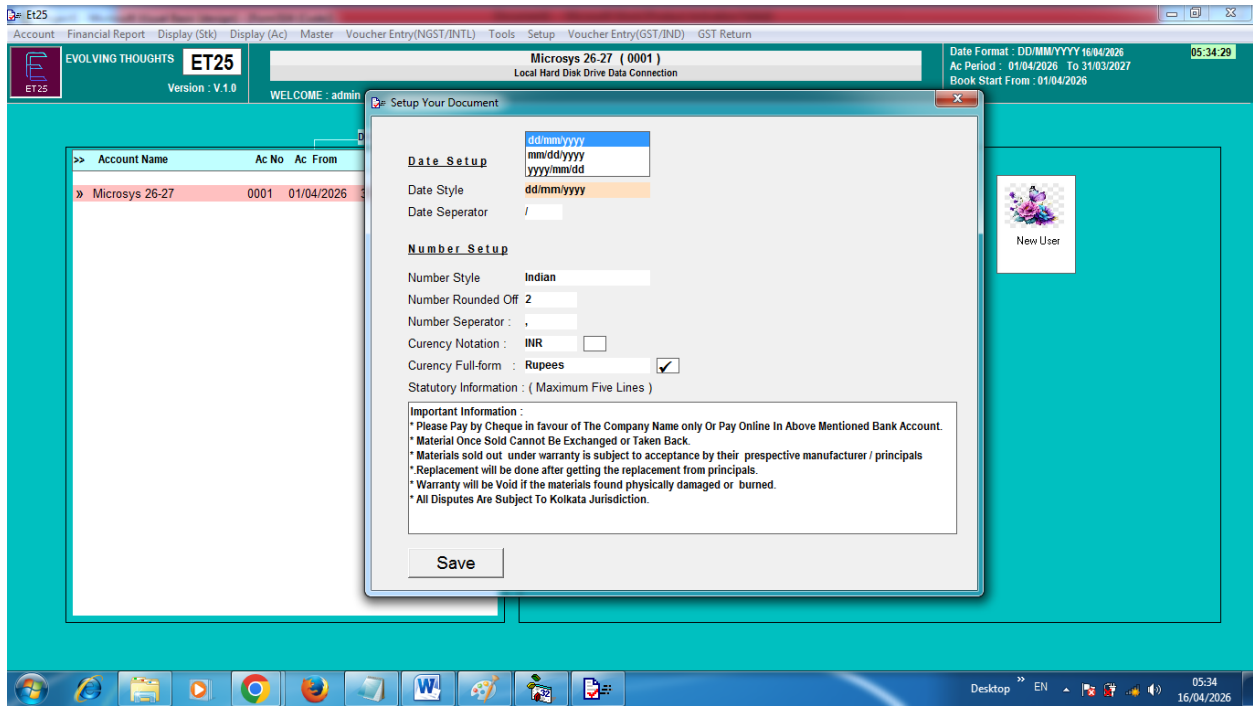 Et25
Account Financial Report Display (Stk) Display (Ac) Master Voucher Entry(NGST/INTL) Tools Setup Voucher Entry(GST/IND) GST Return
EVOLVING THOUGHTS ET25
ET25
Version : V.1.0
Microsys 26-27 ( 0001 )
Local Hard Disk Drive Data Connection
WELCOME : admin
Date Format : DD/MM/YYYY 16/04/2026
Ac Period : 01/04/2026 To 31/03/2027
Book Start From : 01/04/2026
05:34:29
>> Account Name Ac No Ac From
» Microsys 26-27 0001 01/04/2026
New User
Setup Your Document
Date Setup
dd/mm/yyyy
mm/dd/yyyy
yyyy/mm/dd
Date Style dd/mm/yyyy
Date Seperator /
Number Setup
Number Style Indian
Number Rounded Off 2
Number Seperator : ,
Curency Notation : INR
Curency Full-form : Rupees ✓
Statutory Information : ( Maximum Five Lines )
Important Information :
* Please Pay by Cheque in favour of The Company Name only Or Pay Online In Above Mentioned Bank Account.
* Material Once Sold Cannot Be Exchanged or Taken Back.
* Materials sold out under warranty is subject to acceptance by their prespective manufacturer / principals
*.Replacement will be done after getting the replacement from principals.
* Warranty will be Void if the materials found physically damaged or burned.
* All Disputes Are Subject To Kolkata Jurisdiction.
Save
Desktop » EN
05:34
16/04/2026